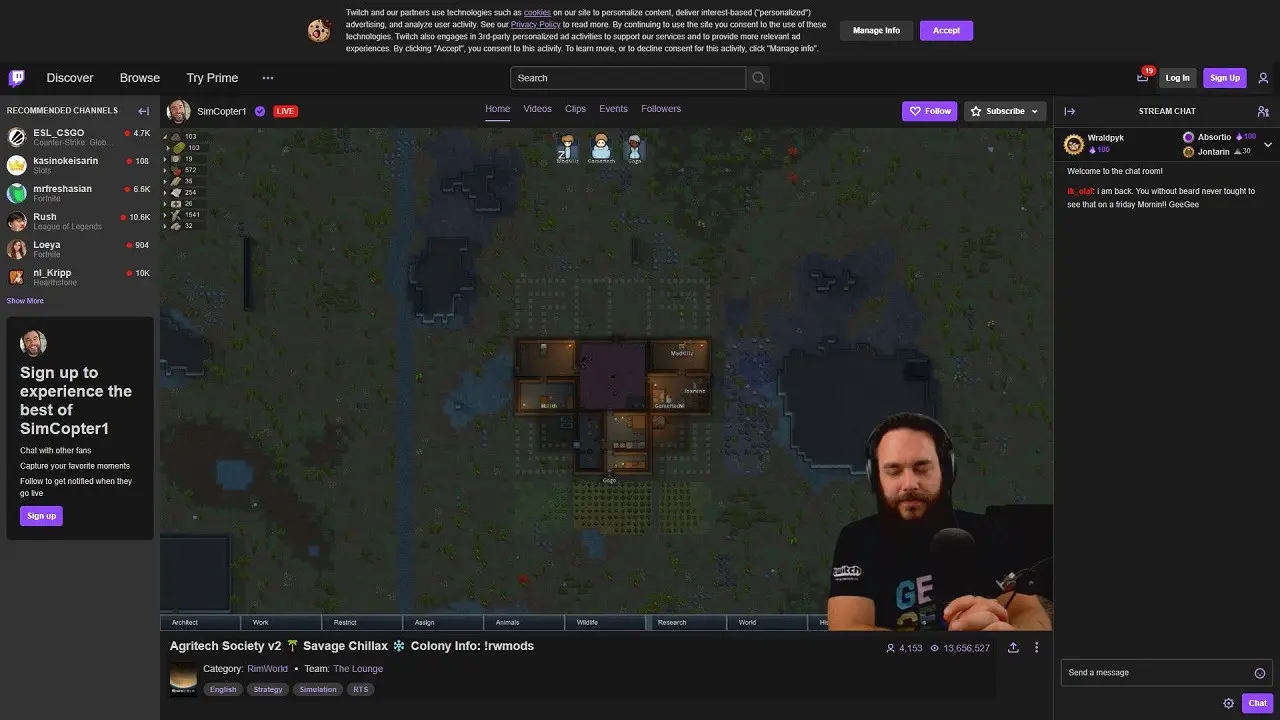 Twitch and our partners use technologies such as cookies on our site to personalize content, deliver interest-based ("personalized")
advertising, and analyze user activity. See our Privacy Policy to read more. By continuing to use the site you consent to the use of these
technologies. Twitch also engages in 3rd-party personalized ad activities to support our services and to provide more relevant ad
experiences. By clicking "Accept", you consent to this activity. To learn more, or to decline consent for this activity, click "Manage info".
Manage Info
Accept
Discover
Browse
Try Prime
Search
19
Log In
Sign Up
RECOMMENDED CHANNELS
ESL_CSGO
4.7K
Counter-Strike: Glob...
kasinokeisarin
108
Slots
mrfreshasian
6.6K
Fortnite
Rush
10.6K
League of Legends
Loeya
904
Fortnite
nl_Kripp
10K
Hearthstone
Show More
Sign up to
experience the
best of
SimCopter1
Chat with other fans
Capture your favorite moments
Follow to get notified when they
go live
Sign up
SimCopter1
LIVE
Home
Videos
Clips
Events
Followers
Follow
Subscribe
103
103
19
572
35
254
26
1541
32
Gogo
Gogo
Architect
Work
Restrict
Assign
Animals
Wildlife
Research
World
His
twitch
GE
Agritech Society v2 🌴 Savage Chillax ❄ Colony Info: !rwmods
4,153
13,656,527
Category: RimWorld • Team: The Lounge
English
Strategy
Simulation
RTS
STREAM CHAT
Wraldpyk
100
Absortio 100
Jontarin 30
Welcome to the chat room!
ik_olaf: i am back. You without beard never tought to
see that on a friday Mornin!! GeeGee
Send a message
Chat